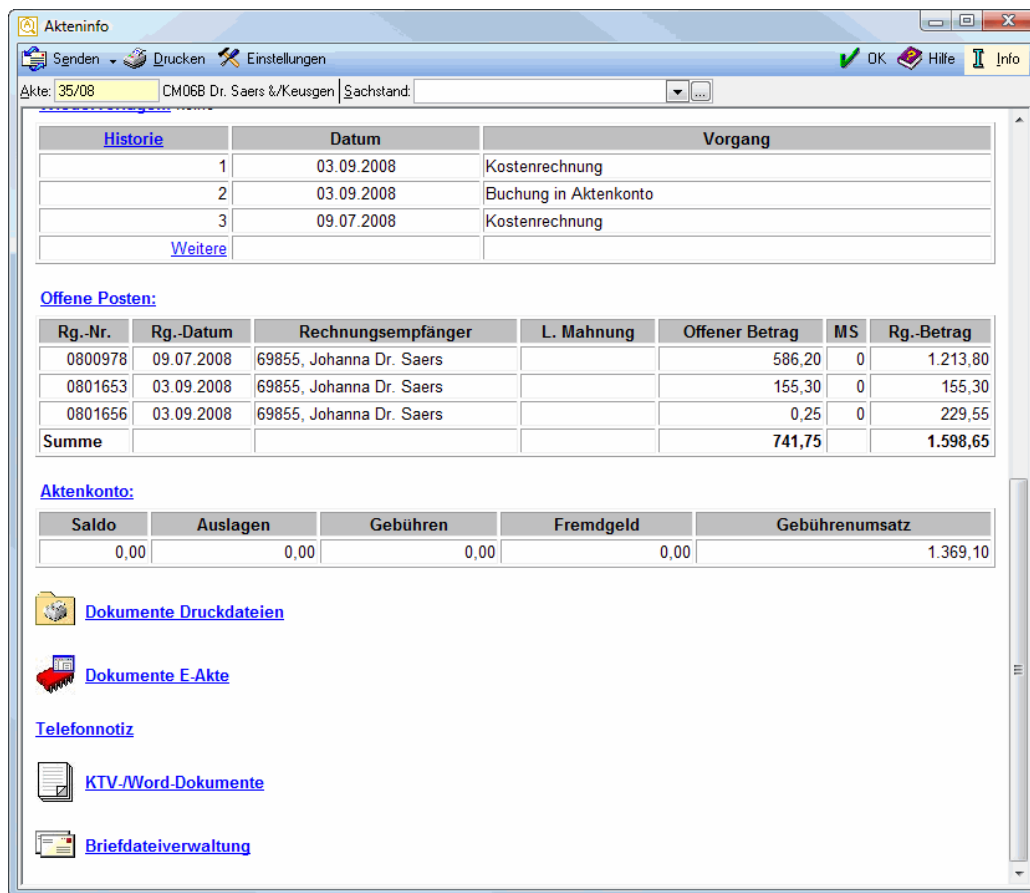 Akteninfo
Senden Drucken Einstellungen OK Hilfe Info
Akte: 35/08 CM06B Dr. Saers &/Keusgen Sachstand: ...
Historie Datum Vorgang
1 03.09.2008 Kostenrechnung
2 03.09.2008 Buchung in Aktenkonto
3 09.07.2008 Kostenrechnung
Weitere
Offene Posten:
Rg.-Nr. Rg.-Datum Rechnungsempfänger L. Mahnung Offener Betrag MS Rg.-Betrag
0800978 09.07.2008 69855, Johanna Dr. Saers 586,20 0 1.213,80
0801653 03.09.2008 69855, Johanna Dr. Saers 155,30 0 155,30
0801656 03.09.2008 69855, Johanna Dr. Saers 0,25 0 229,55
Summe 741,75 1.598,65
Aktenkonto:
Saldo Auslagen Gebühren Fremdgeld Gebührenumsatz
0,00 0,00 0,00 0,00 1.369,10
Dokumente Druckdateien
Dokumente E-Akte
Telefonnotiz
KTV-/Word-Dokumente
Briefdateiverwaltung